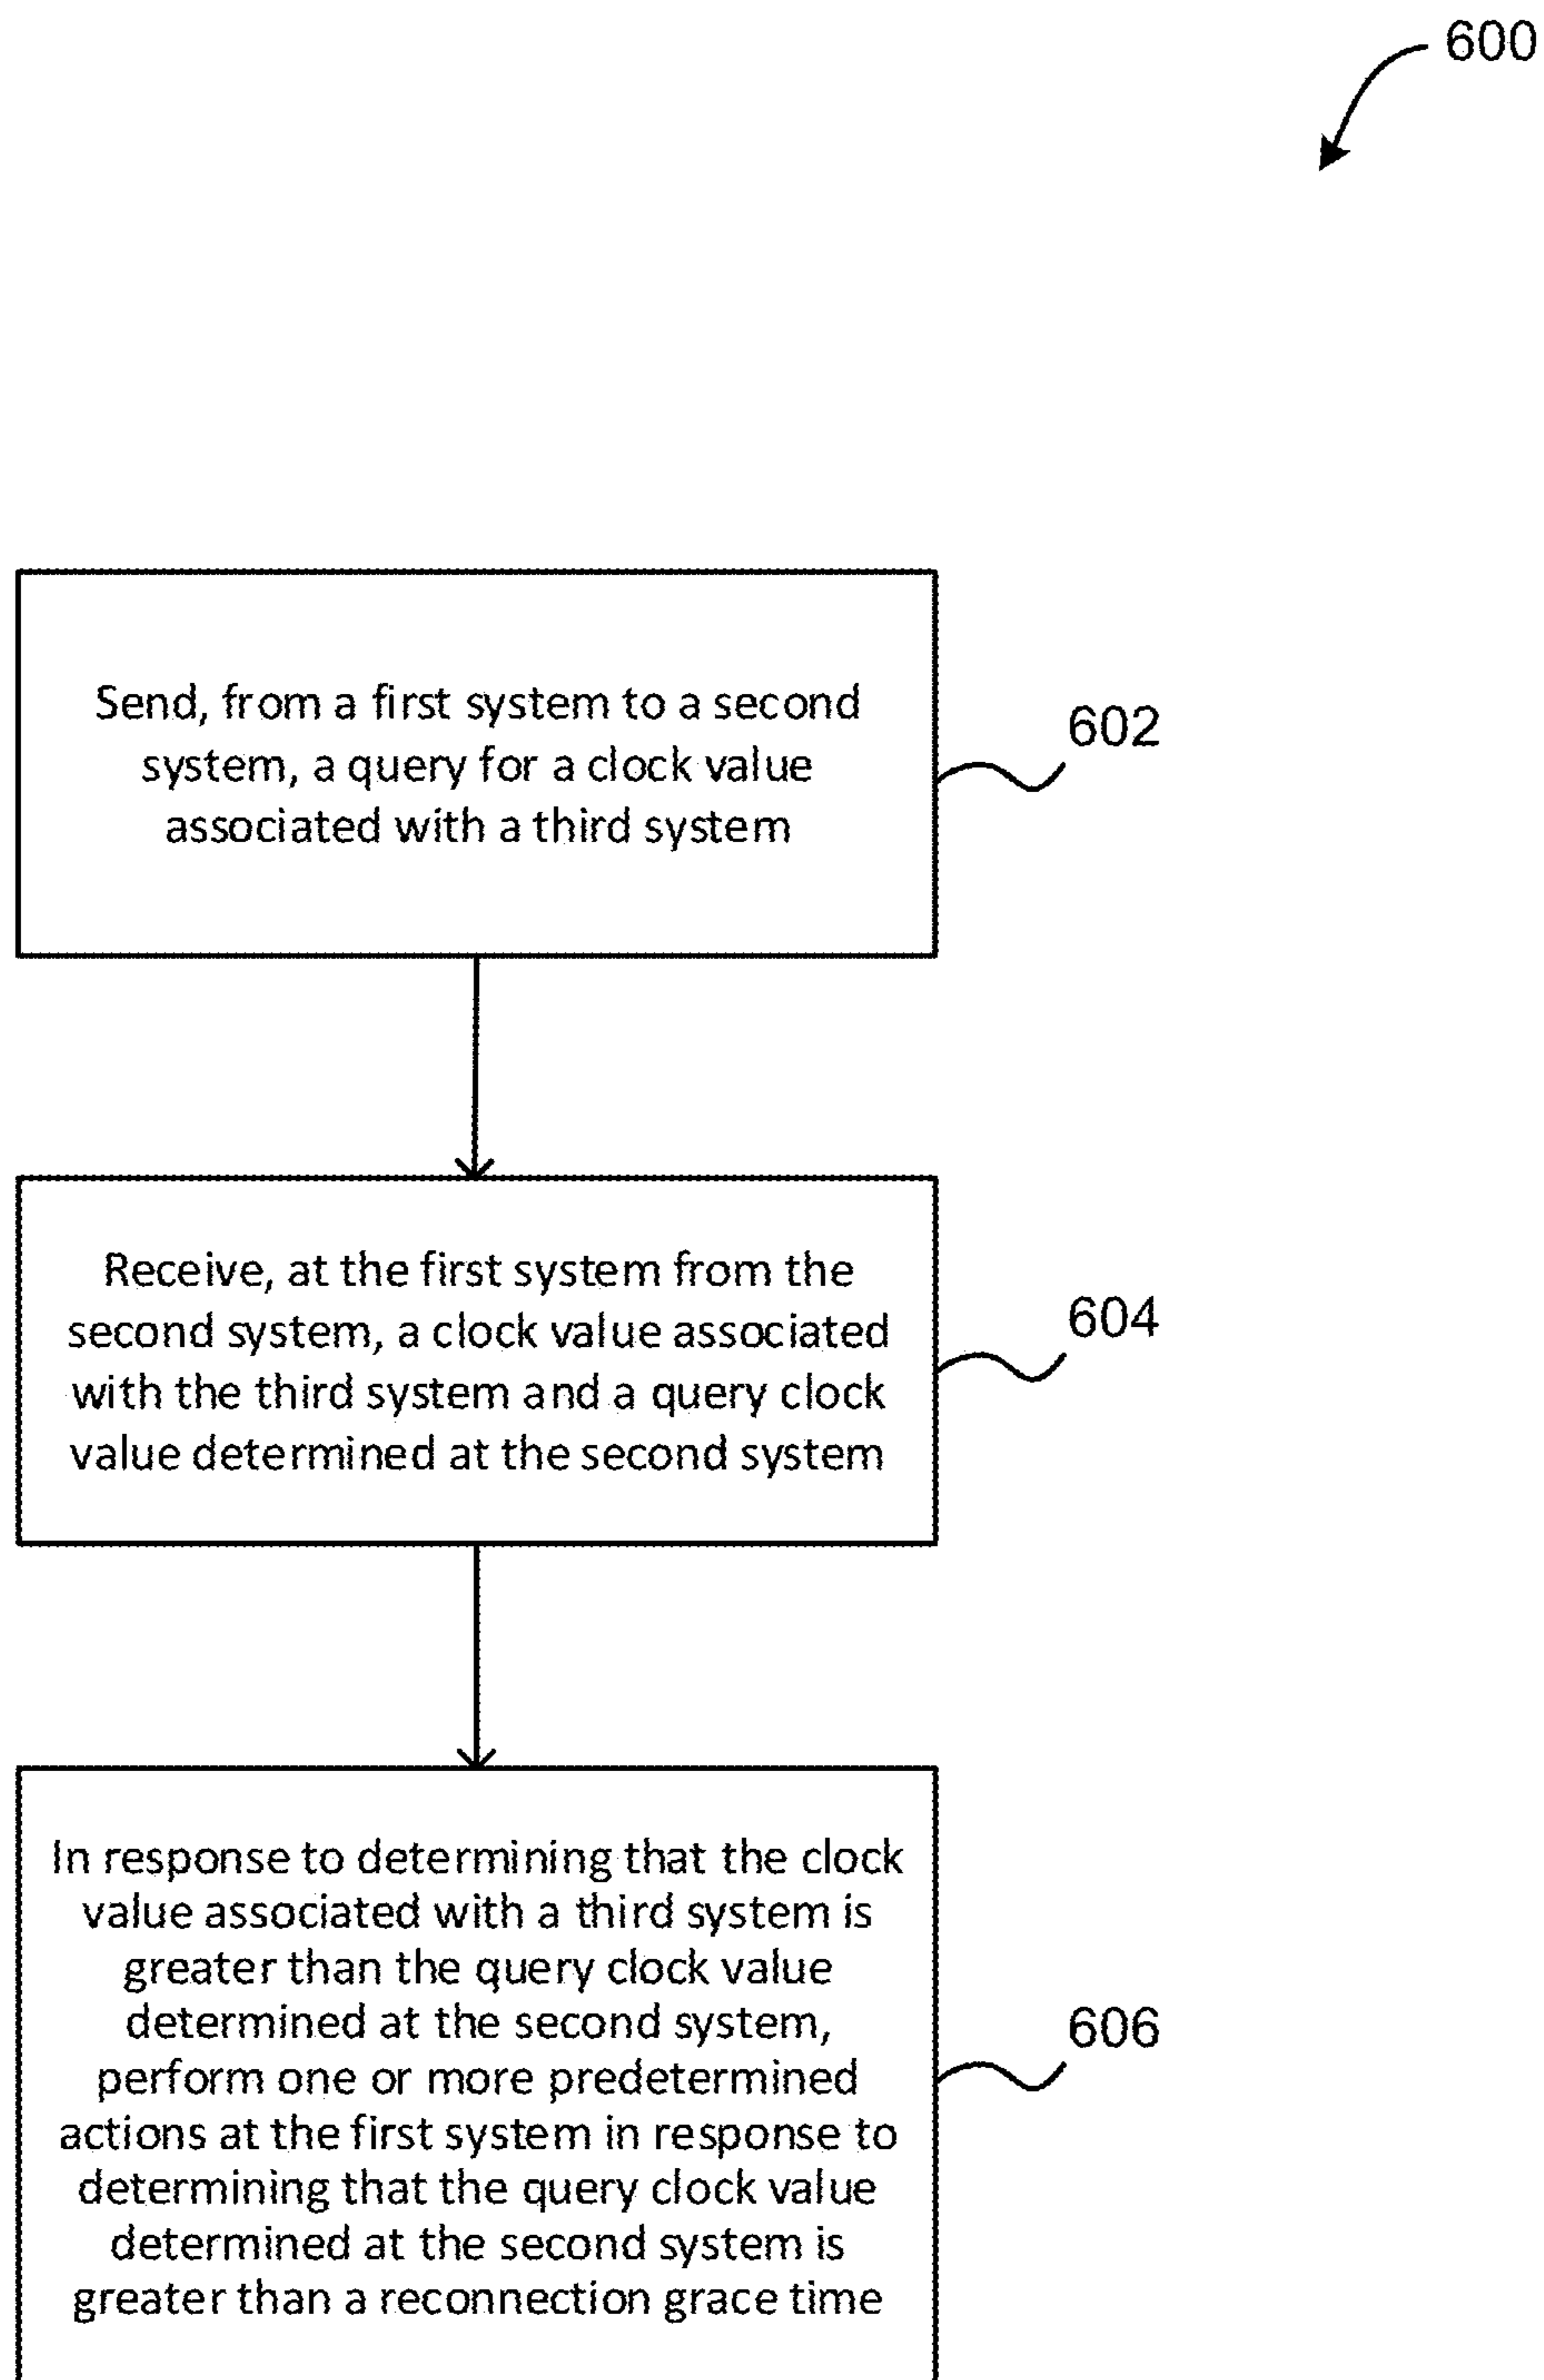 600
Send, from a first system to a second
system, a query for a clock value
associated with a third system
602
Receive, at the first system from the
second system, a clock value associated
with the third system and a query clock
value determined at the second system
604
In response to determining that the clock
value associated with a third system is
greater than the query clock value
determined at the second system,
perform one or more predetermined
actions at the first system in response to
determining that the query clock value
determined at the second system is
greater than a reconnection grace time
606